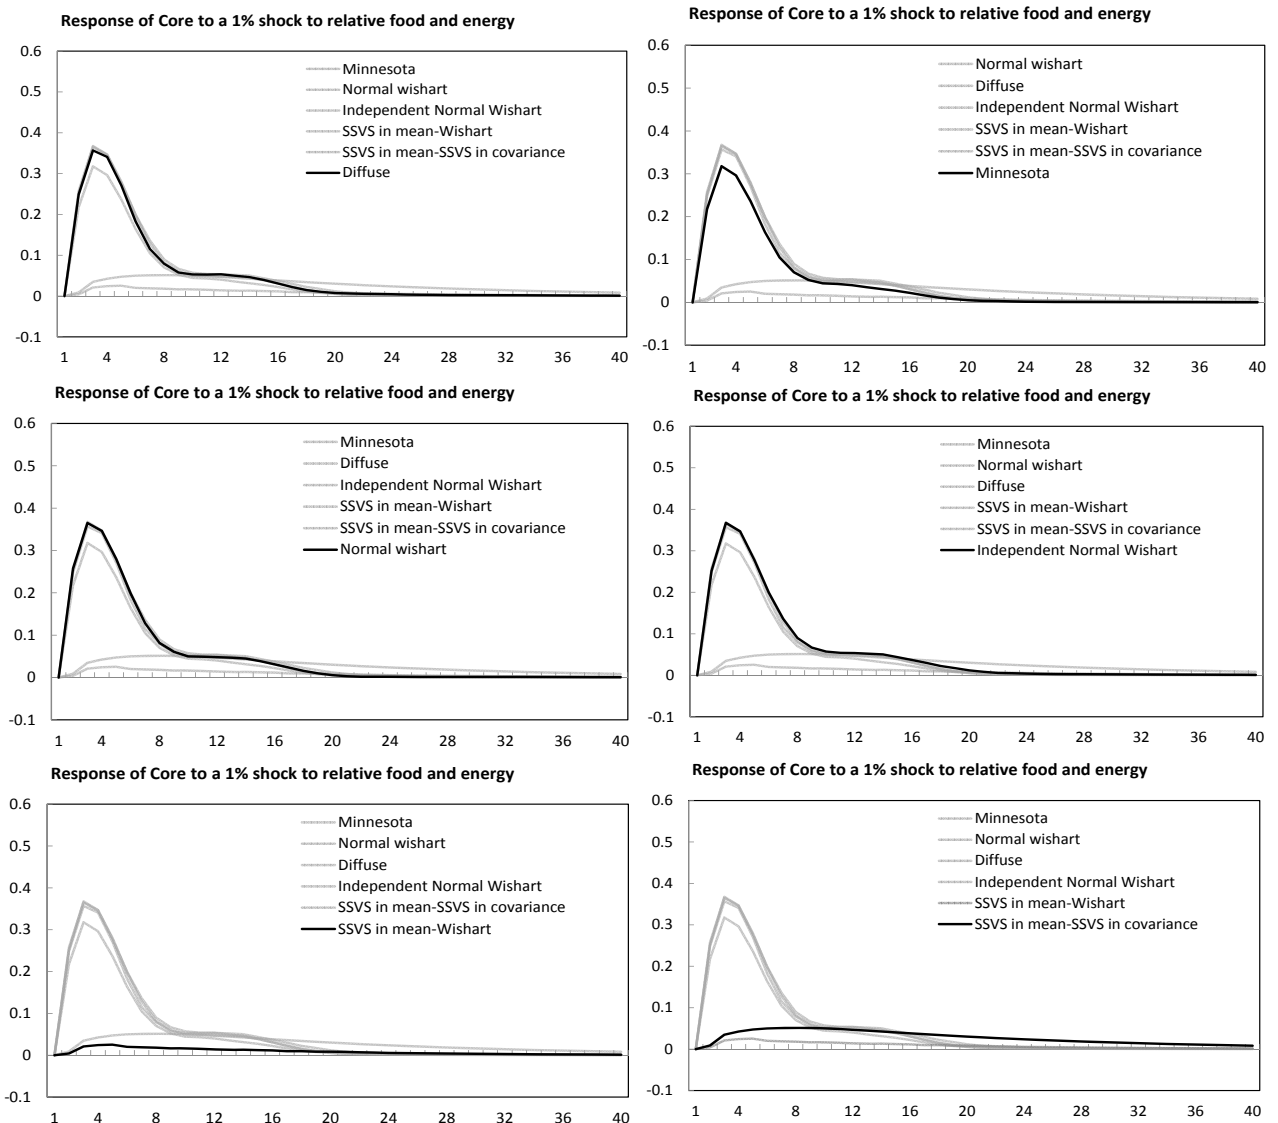 Response of Core to a 1% shock to relative food and energy
0.6
0.5
0.4
0.3
0.2
0.1
0
-0.1
Minnesota
Normal wishart
Independent Normal Wishart
SSVS in mean-Wishart
SSVS in mean-SSVS in covariance
Diffuse
1 4 8 12 16 20 24 28 32 36 40
Response of Core to a 1% shock to relative food and energy
0.6
0.5
0.4
0.3
0.2
0.1
0
-0.1
Normal wishart
Diffuse
Independent Normal Wishart
SSVS in mean-Wishart
SSVS in mean-SSVS in covariance
Minnesota
1 4 8 12 16 20 24 28 32 36 40
Response of Core to a 1% shock to relative food and energy
0.6
0.5
0.4
0.3
0.2
0.1
0
-0.1
Minnesota
Diffuse
Independent Normal Wishart
SSVS in mean-Wishart
SSVS in mean-SSVS in covariance
Normal wishart
1 4 8 12 16 20 24 28 32 36 40
Response of Core to a 1% shock to relative food and energy
0.6
0.5
0.4
0.3
0.2
0.1
0
-0.1
Minnesota
Normal wishart
Diffuse
SSVS in mean-Wishart
SSVS in mean-SSVS in covariance
Independent Normal Wishart
1 4 8 12 16 20 24 28 32 36 40
Response of Core to a 1% shock to relative food and energy
0.6
0.5
0.4
0.3
0.2
0.1
0
-0.1
Minnesota
Normal wishart
Diffuse
Independent Normal Wishart
SSVS in mean-SSVS in covariance
SSVS in mean-Wishart
1 4 8 12 16 20 24 28 32 36 40
Response of Core to a 1% shock to relative food and energy
0.6
0.5
0.4
0.3
0.2
0.1
0
-0.1
Minnesota
Normal wishart
Diffuse
Independent Normal Wishart
SSVS in mean-Wishart
SSVS in mean-SSVS in covariance
1 4 8 12 16 20 24 28 32 36 40